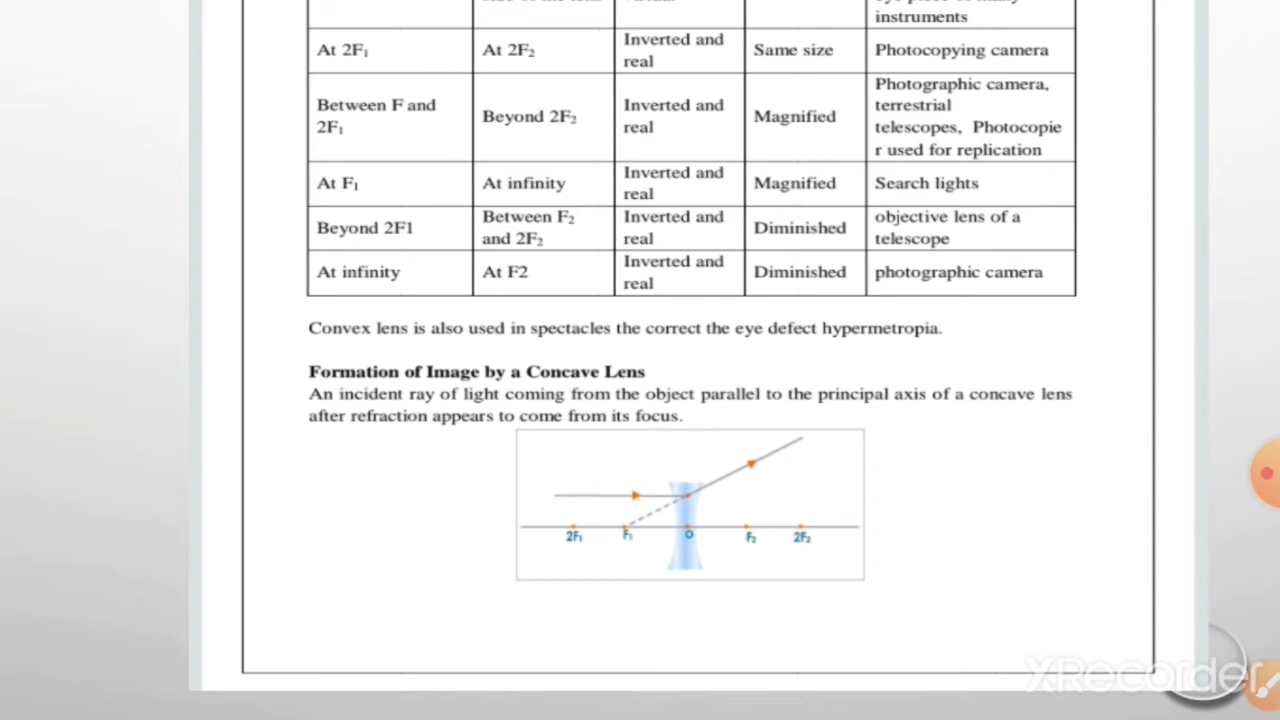 instruments
At 2F₁
At 2F₂
Inverted and
real
Same size
Photocopying camera
Between F and
2F₁
Beyond 2F₂
Inverted and
real
Magnified
Photographic camera,
terrestrial
telescopes, Photocopie
r used for replication
At F₁
At infinity
Inverted and
real
Magnified
Search lights
Beyond 2F1
Between F₂
and 2F₂
Inverted and
real
Diminished
objective lens of a
telescope
At infinity
At F2
Inverted and
real
Diminished
photographic camera
Convex lens is also used in spectacles the correct the eye defect hypermetropia.
Formation of Image by a Concave Lens
An incident ray of light coming from the object parallel to the principal axis of a concave lens
after refraction appears to come from its focus.
2F₁ F₁ O F₂ 2F₂
XRecorder